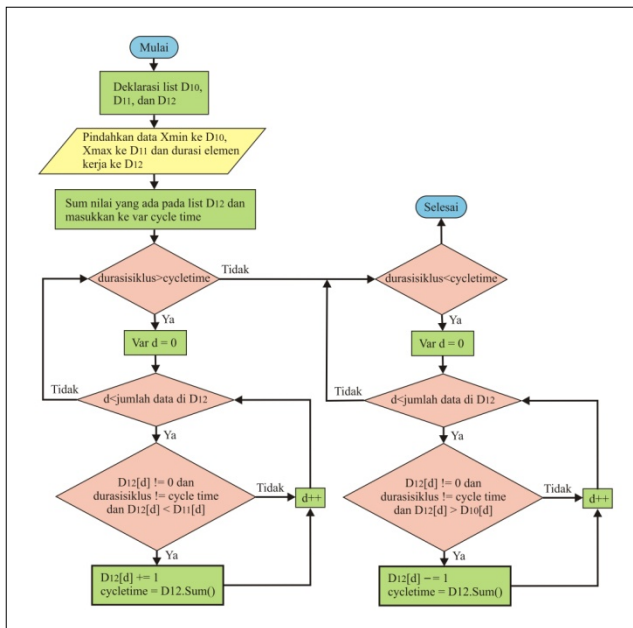 Mulai
Deklarasi list D10,
D11, dan D12
Pindahkan data Xmin ke D10,
Xmax ke D11 dan durasi elemen
kerja ke D12
Sum nilai yang ada pada list D12 dan
masukkan ke var cycle time
durasisiklus>cycletime
Tidak
Ya
Var d = 0
Tidak
d<jumlah data di D12
Ya
D12[d] != 0 dan
durasisiklus != cycle time
dan D12[d] < D11[d]
Tidak
d++
Ya
D12[d] += 1
cycletime = D12.Sum()
Selesai
durasisiklus<cycletime
Ya
Var d = 0
Tidak
d<jumlah data di D12
Ya
D12[d] != 0 dan
durasisiklus != cycle time
dan D12[d] > D10[d]
Tidak
d++
Ya
D12[d] −= 1
cycletime = D12.Sum()